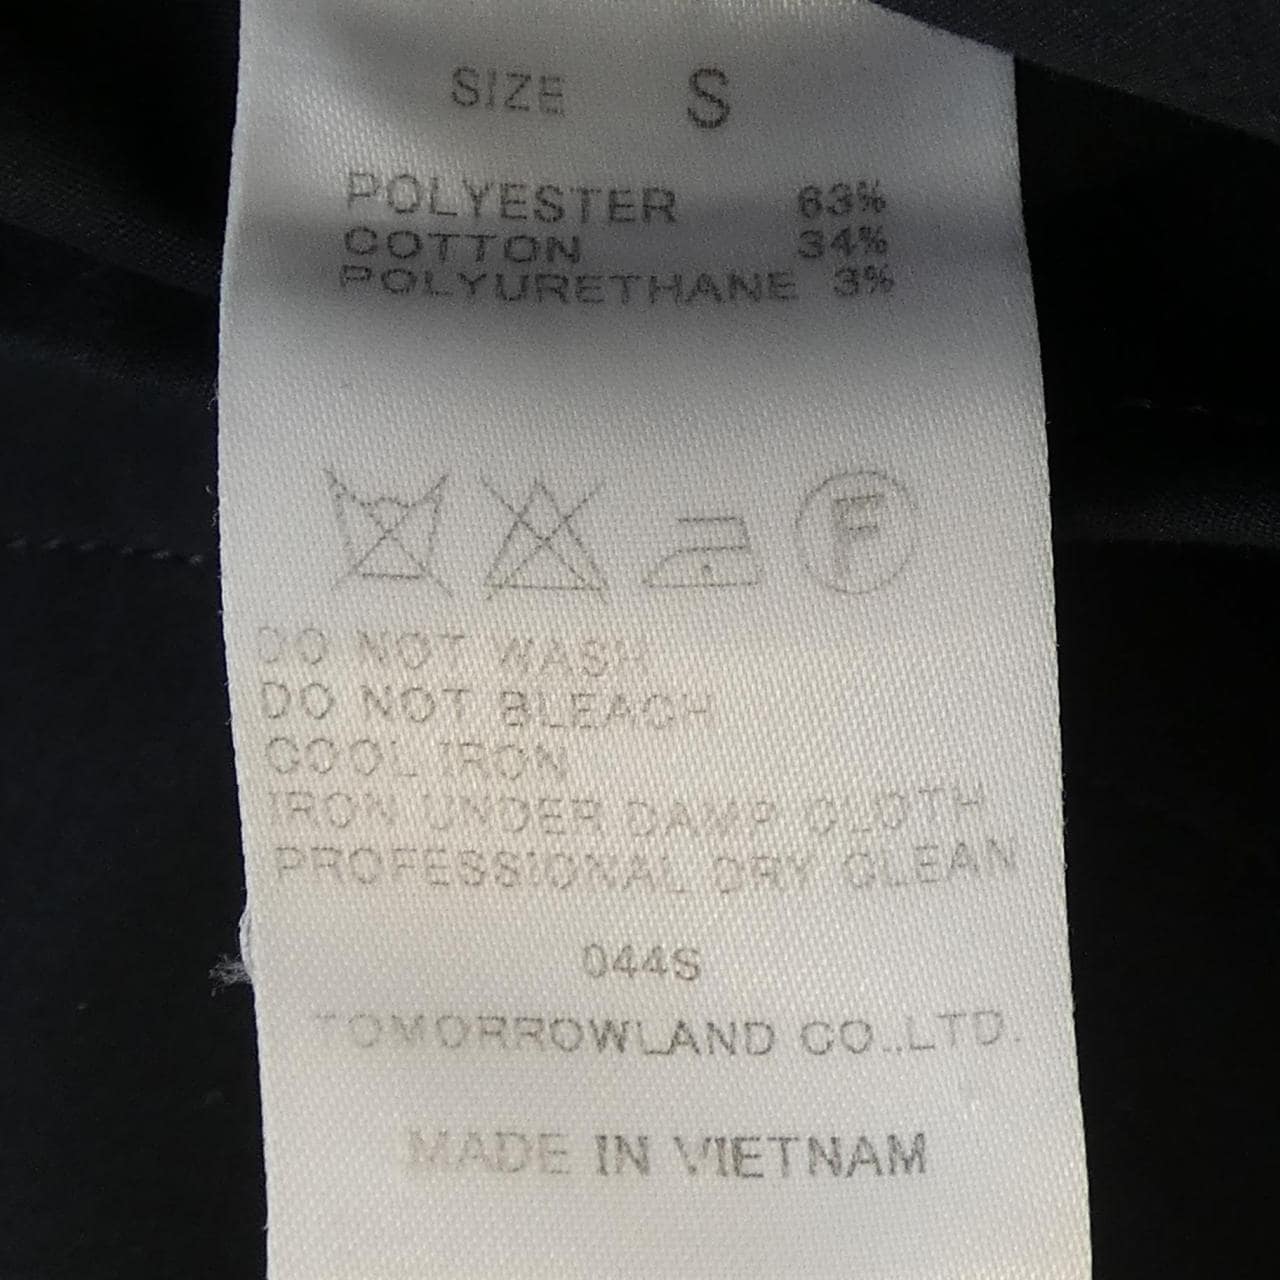 SIZE S
POLYESTER 63%
COTTON 34%
POLYURETHANE 3%
F
DO NOT WASH
DO NOT BLEACH
COOL IRON
IRON UNDER DAMP CLOTH
PROFESSIONAL DRY CLEAN
044S
TOMORROWLAND CO.,LTD.
MADE IN VIETNAM